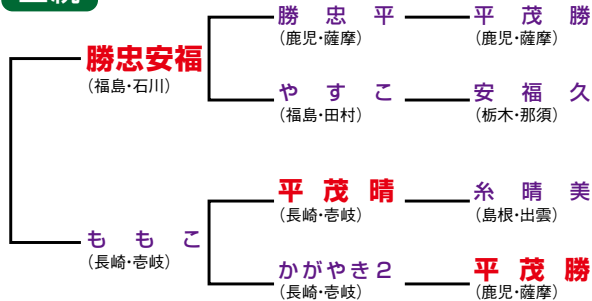 勝忠平
(鹿児・薩摩)
平茂勝
(鹿児・薩摩)
勝忠安福
(福島・石川)
やすこ
(福島・田村)
安福久
(栃木・那須)
平茂晴
(長崎・壱岐)
糸晴美
(島根・出雲)
ももこ
(長崎・壱岐)
かがやき2
(長崎・壱岐)
平茂勝
(鹿児・薩摩)